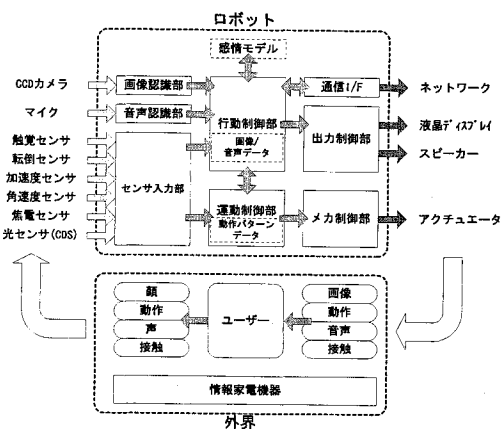 ロボット
感情モデル
CCDカメラ
画像認識部
通信I/F
ネットワーク
マイク
音声認識部
行動制御部
液晶ディスプレイ
触覚センサ
画像/
音声データ
出力制御部
転倒センサ
スピーカー
加速度センサ
センサ入力部
角速度センサ
運動制御部
メカ制御部
アクチュエータ
焦電センサ
動作パターン
データ
光センサ(CDS)
顔
画像
動作
ユーザー
動作
声
音声
接触
接触
情報家電機器
外界